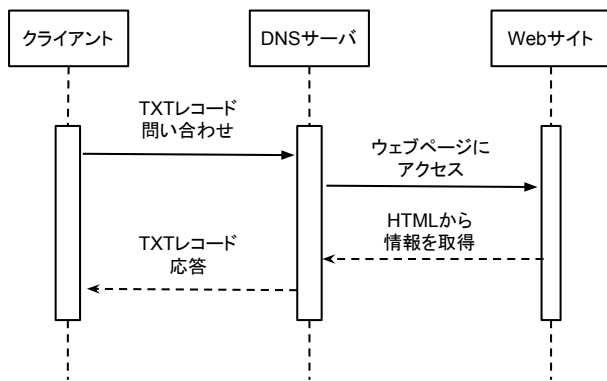 クライアント
DNSサーバ
Webサイト
TXTレコード
問い合わせ
ウェブページに
アクセス
HTMLから
情報を取得
TXTレコード
応答